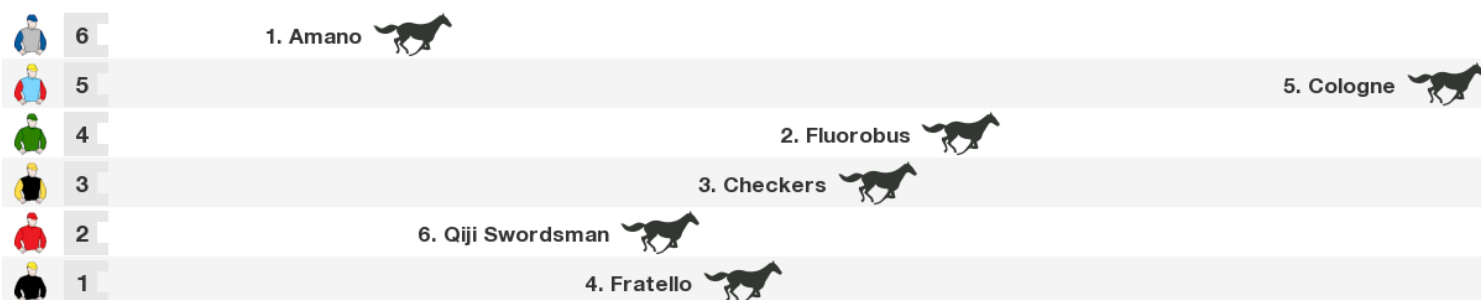 6 1. Amano
5 5. Cologne
4 2. Fluorobus
3 3. Checkers
2 6. Qiji Swordsman
1 4. Fratello